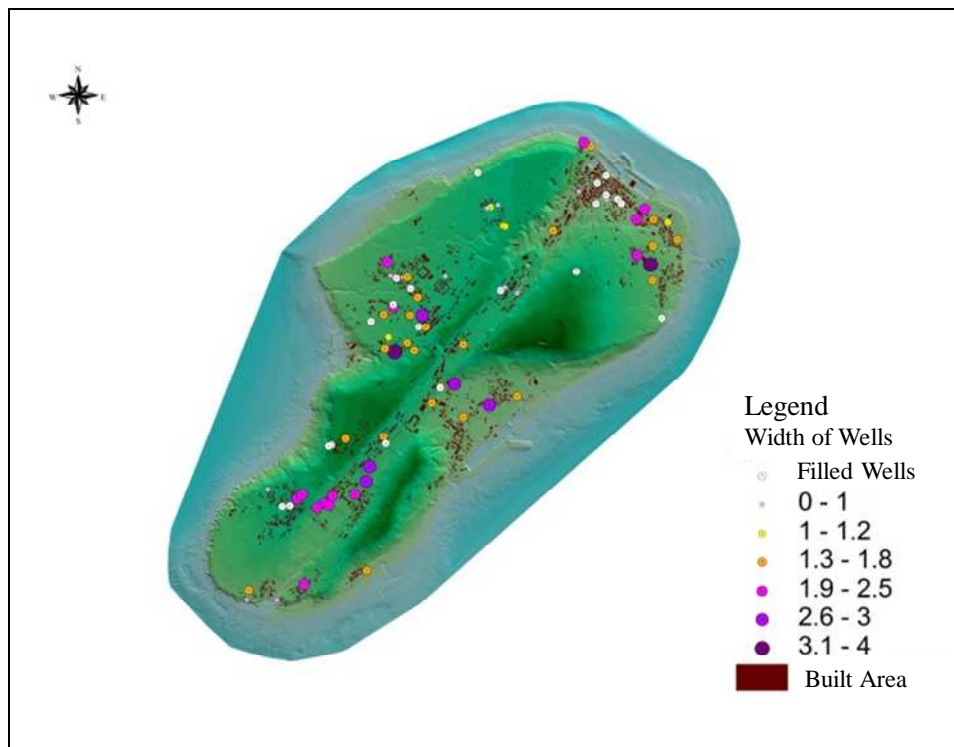 N
W E
S
Legend
Width of Wells
Filled Wells
0 - 1
1 - 1.2
1.3 - 1.8
1.9 - 2.5
2.6 - 3
3.1 - 4
Built Area